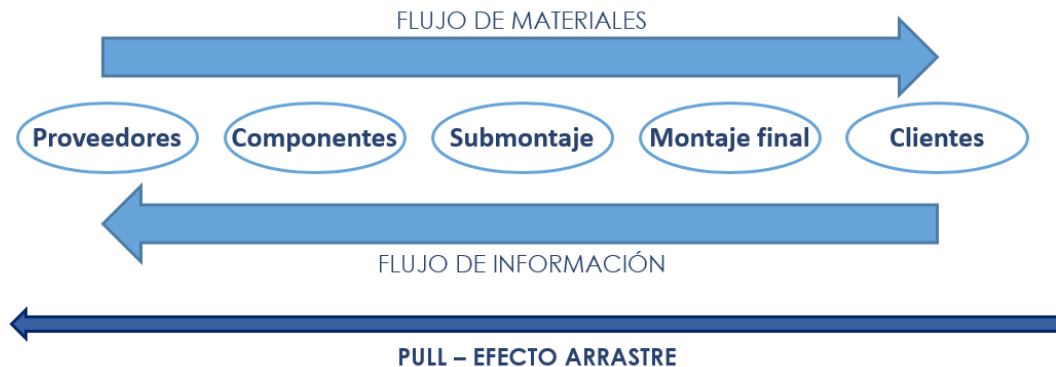 FLUJO DE MATERIALES
Proveedores Componentes Submontaje Montaje final Clientes
FLUJO DE INFORMACIÓN
PULL – EFECTO ARRASTRE